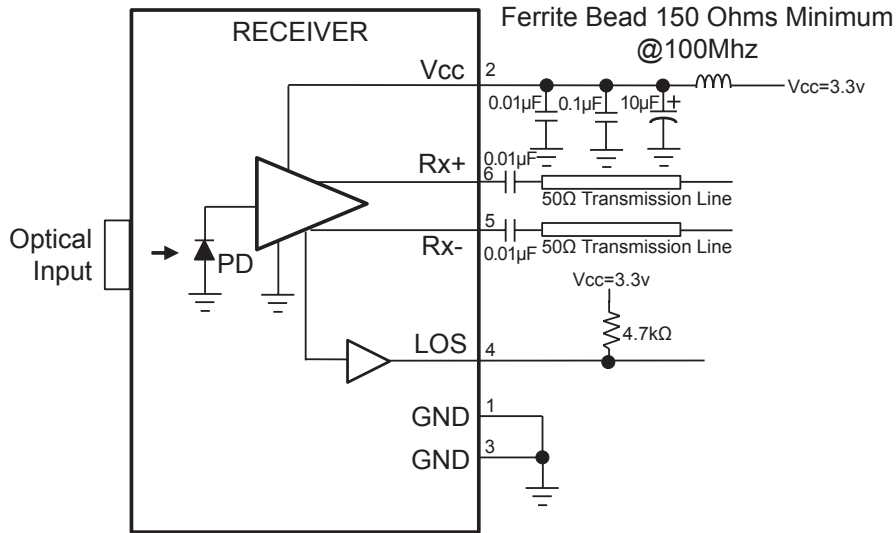 Ferrite Bead 150 Ohms Minimum
@100Mhz
RECEIVER
Vcc
2
Vcc=3.3v
0.01µF
0.1µF
10µF
+
Rx+
6
0.01µF
50Ω Transmission Line
Rx-
5
0.01µF
50Ω Transmission Line
Optical
Input
PD
Vcc=3.3v
4.7kΩ
LOS
4
GND
1
GND
3